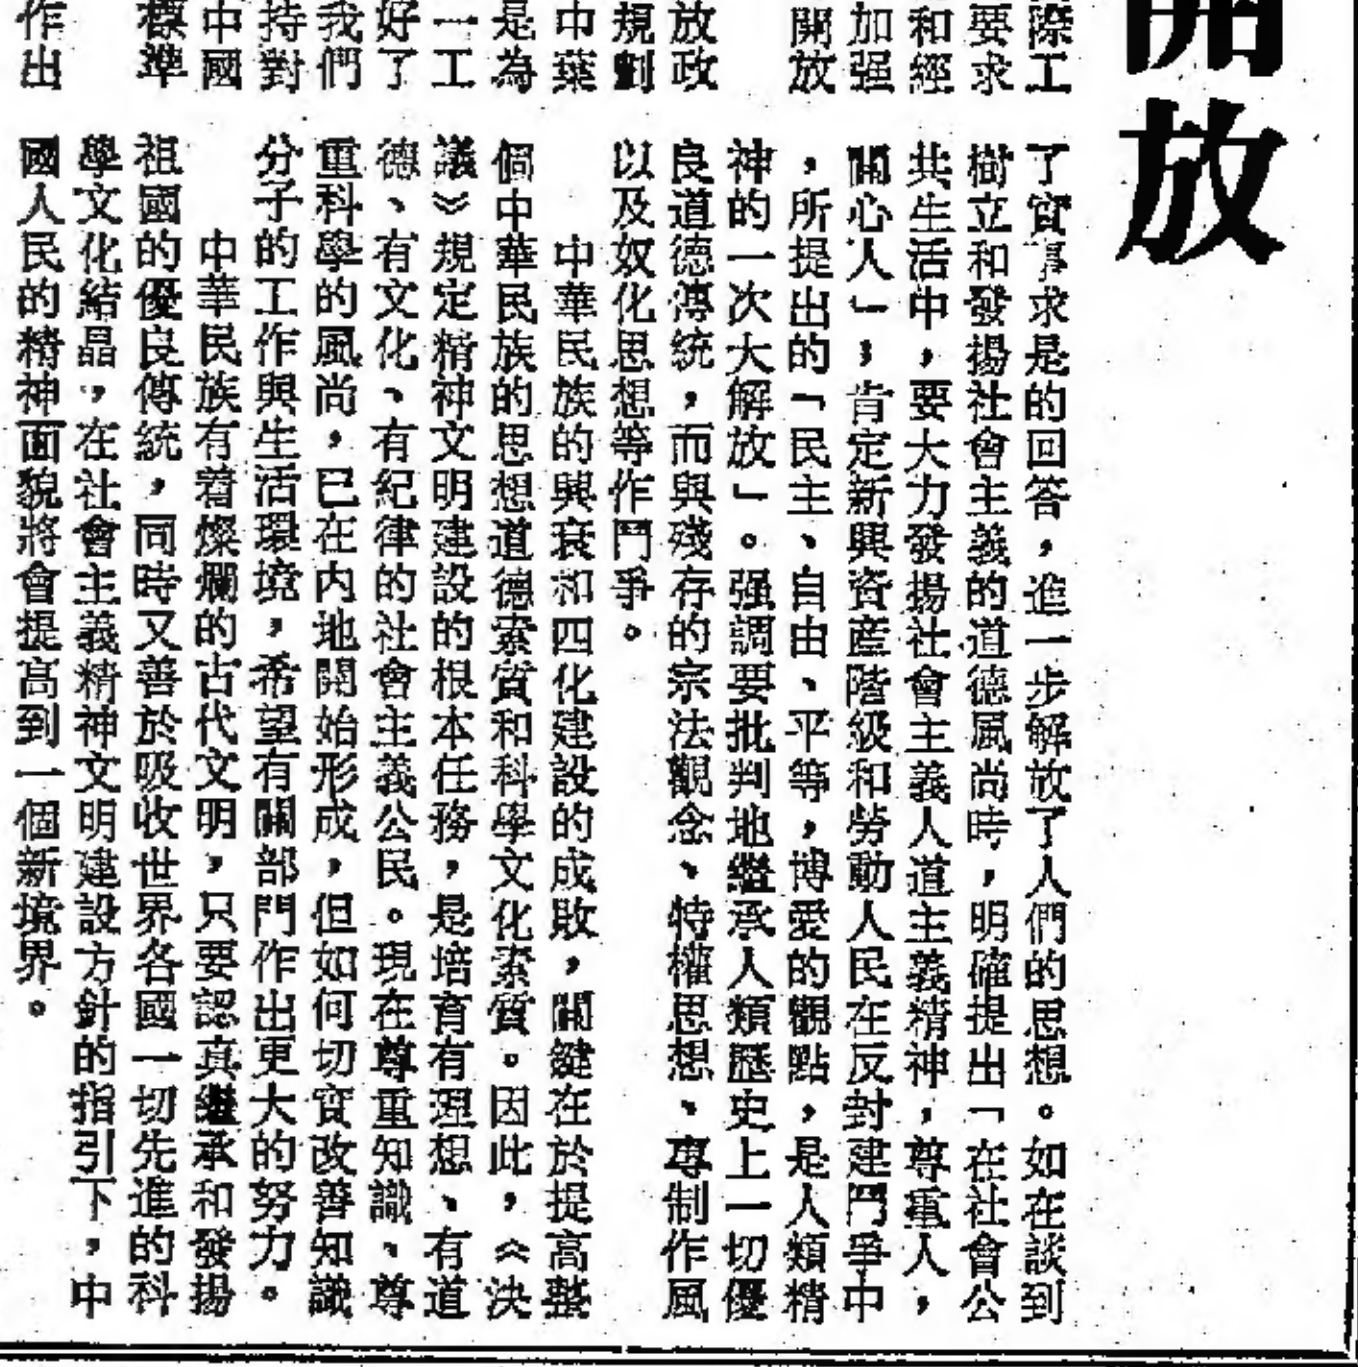 開放
際工
要求
和經
加强
開放
放政
規劃
中葉
是為
一工
好了
我們
持對
中國
標準
作出
了實事求是的回答，進一步解放了人們的思想。如在談到
樹立和發揚社會主義的道德風尚時，明確提出「在社會公
共生活中，要大力發揚社會主義人道主義精神，尊重人，
關心人」，肯定新興資產階級和勞動人民在反封建鬥爭中
，所提出的「民主、自由、平等，博愛的觀點，是人類精
神的一次大解放」。强調要批判地繼承人類歷史上一切優
良道德傳統，而與殘存的宗法觀念、特權思想、專制作風
以及奴化思想等作鬥爭。
中華民族的興衰和四化建設的成敗，關鍵在於提高整
個中華民族的思想道德素質和科學文化素質。因此，《決
議》規定精神文明建設的根本任務，是培育有理想、有道
德、有文化、有紀律的社會主義公民。現在尊重知識、尊
重科學的風尚，已在内地開始形成，但如何切實改善知識
分子的工作與生活環境，希望有關部門作出更大的努力。
中華民族有着燦爛的古代文明，只要認真繼承和發揚
祖國的優良傳統，同時又善於吸收世界各國一切先進的科
學文化結晶，在社會主義精神文明建設方針的指引下，中
國人民的精神面貌將會提高到一個新境界。